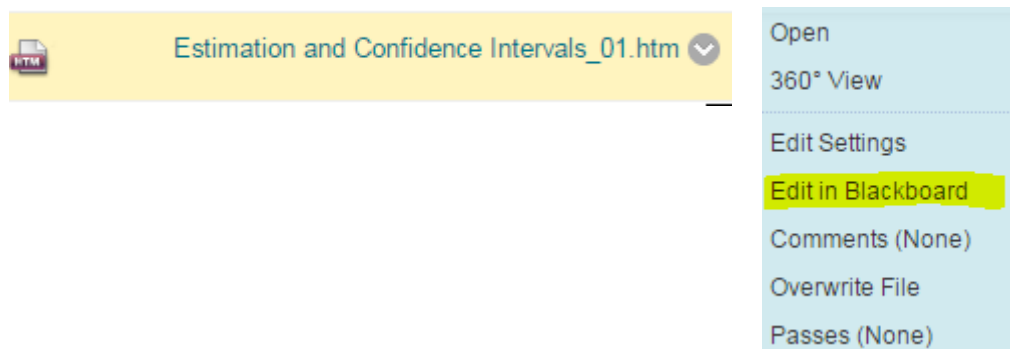 HTM
Estimation and Confidence Intervals_01.htm
Open
360° View
Edit Settings
Edit in Blackboard
Comments (None)
Overwrite File
Passes (None)